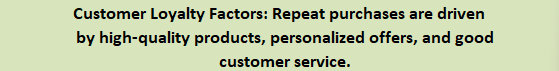 Customer Loyalty Factors: Repeat purchases are driven
by high-quality products, personalized offers, and good
customer service.